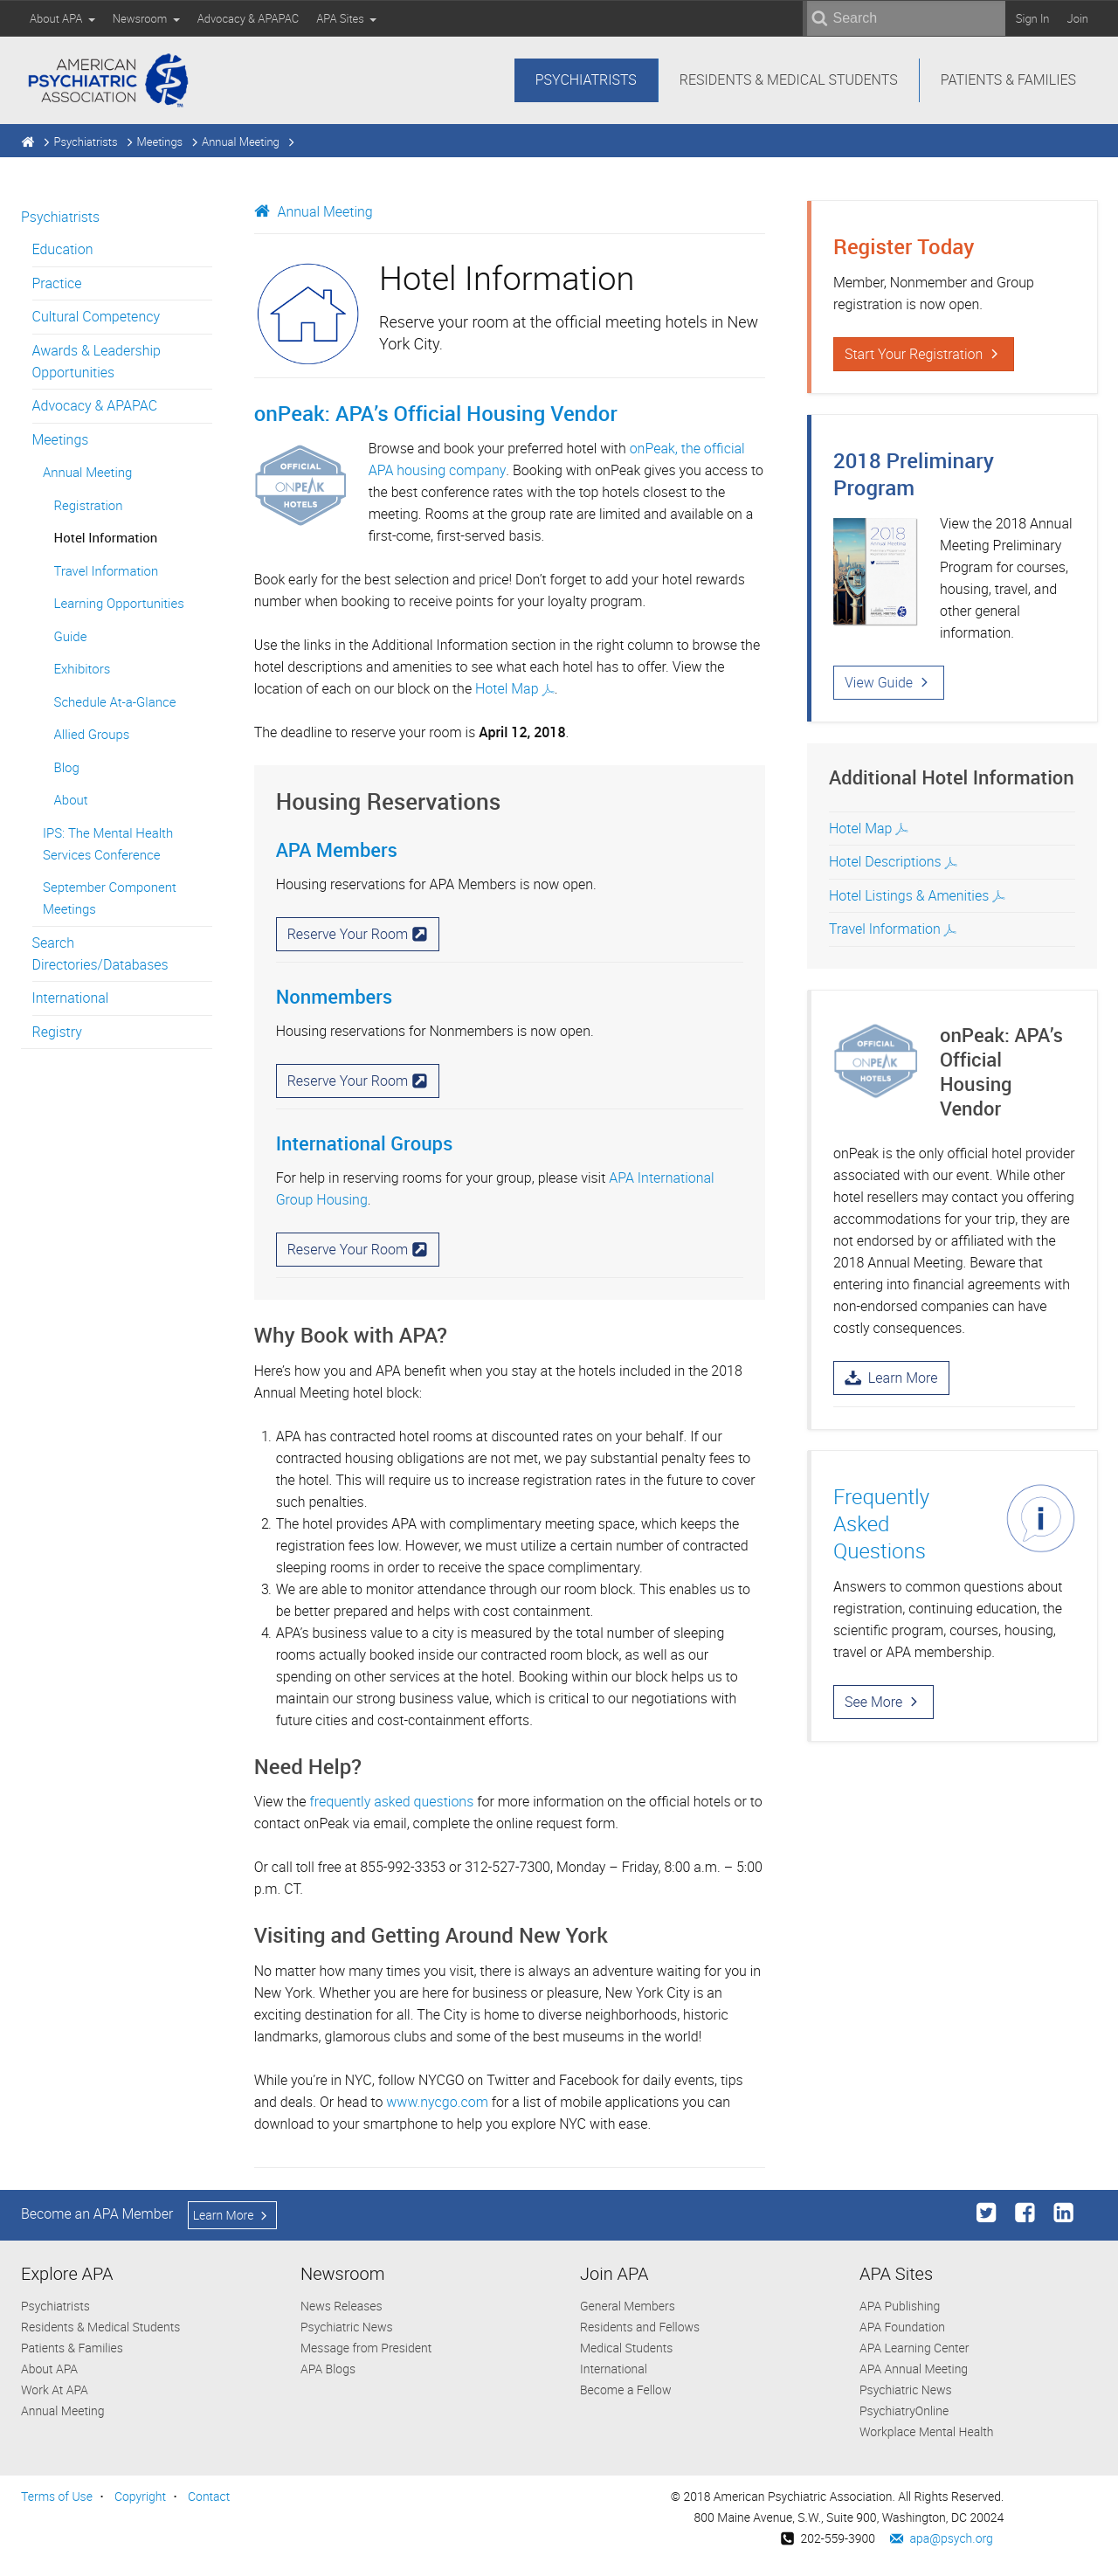 About APA
Newsroom
Advocacy & APAPAC
APA Sites
Search
Sign In
Join
AMERICAN
PSYCHIATRIC
ASSOCIATION
PSYCHIATRISTS
RESIDENTS & MEDICAL STUDENTS
PATIENTS & FAMILIES
Psychiatrists
Meetings
Annual Meeting
Psychiatrists
Education
Practice
Cultural Competency
Awards & Leadership
Opportunities
Advocacy & APAPAC
Meetings
Annual Meeting
Registration
Hotel Information
Travel Information
Learning Opportunities
Guide
Exhibitors
Schedule At-a-Glance
Allied Groups
Blog
About
IPS: The Mental Health
Services Conference
September Component
Meetings
Search
Directories/Databases
International
Registry
Annual Meeting
Hotel Information
Reserve your room at the official meeting hotels in New
York City.
onPeak: APA’s Official Housing Vendor
OFFICIAL
ONPEAK
HOTELS
Browse and book your preferred hotel with onPeak, the official
APA housing company. Booking with onPeak gives you access to
the best conference rates with the top hotels closest to the
meeting. Rooms at the group rate are limited and available on a
first-come, first-served basis.
Book early for the best selection and price! Don’t forget to add your hotel rewards
number when booking to receive points for your loyalty program.
Use the links in the Additional Information section in the right column to browse the
hotel descriptions and amenities to see what each hotel has to offer. View the
location of each on our block on the Hotel Map.
The deadline to reserve your room is April 12, 2018.
Housing Reservations
APA Members
Housing reservations for APA Members is now open.
Reserve Your Room
Nonmembers
Housing reservations for Nonmembers is now open.
Reserve Your Room
International Groups
For help in reserving rooms for your group, please visit APA International
Group Housing.
Reserve Your Room
Why Book with APA?
Here’s how you and APA benefit when you stay at the hotels included in the 2018
Annual Meeting hotel block:
1. APA has contracted hotel rooms at discounted rates on your behalf. If our
contracted housing obligations are not met, we pay substantial penalty fees to
the hotel. This will require us to increase registration rates in the future to cover
such penalties.
2. The hotel provides APA with complimentary meeting space, which keeps the
registration fees low. However, we must utilize a certain number of contracted
sleeping rooms in order to receive the space complimentary.
3. We are able to monitor attendance through our room block. This enables us to
be better prepared and helps with cost containment.
4. APA’s business value to a city is measured by the total number of sleeping
rooms actually booked inside our contracted room block, as well as our
spending on other services at the hotel. Booking within our block helps us to
maintain our strong business value, which is critical to our negotiations with
future cities and cost-containment efforts.
Need Help?
View the frequently asked questions for more information on the official hotels or to
contact onPeak via email, complete the online request form.
Or call toll free at 855-992-3353 or 312-527-7300, Monday – Friday, 8:00 a.m. – 5:00
p.m. CT.
Visiting and Getting Around New York
No matter how many times you visit, there is always an adventure waiting for you in
New York. Whether you are here for business or pleasure, New York City is an
exciting destination for all. The City is home to diverse neighborhoods, historic
landmarks, glamorous clubs and some of the best museums in the world!
While you’re in NYC, follow NYCGO on Twitter and Facebook for daily events, tips
and deals. Or head to www.nycgo.com for a list of mobile applications you can
download to your smartphone to help you explore NYC with ease.
Register Today
Member, Nonmember and Group
registration is now open.
Start Your Registration
2018 Preliminary
Program
2018
Annual Meeting
View the 2018 Annual
Meeting Preliminary
Program for courses,
housing, travel, and
other general
information.
View Guide
Additional Hotel Information
Hotel Map
Hotel Descriptions
Hotel Listings & Amenities
Travel Information
OFFICIAL
ONPEAK
HOTELS
onPeak: APA’s
Official
Housing
Vendor
onPeak is the only official hotel provider
associated with our event. While other
hotel resellers may contact you offering
accommodations for your trip, they are
not endorsed by or affiliated with the
2018 Annual Meeting. Beware that
entering into financial agreements with
non-endorsed companies can have
costly consequences.
Learn More
Frequently
Asked
Questions
Answers to common questions about
registration, continuing education, the
scientific program, courses, housing,
travel or APA membership.
See More
Become an APA Member
Learn More
Explore APA
Psychiatrists
Residents & Medical Students
Patients & Families
About APA
Work At APA
Annual Meeting
Newsroom
News Releases
Psychiatric News
Message from President
APA Blogs
Join APA
General Members
Residents and Fellows
Medical Students
International
Become a Fellow
APA Sites
APA Publishing
APA Foundation
APA Learning Center
APA Annual Meeting
Psychiatric News
PsychiatryOnline
Workplace Mental Health
Terms of Use • Copyright • Contact
© 2018 American Psychiatric Association. All Rights Reserved.
800 Maine Avenue, S.W., Suite 900, Washington, DC 20024
202-559-3900 apa@psych.org